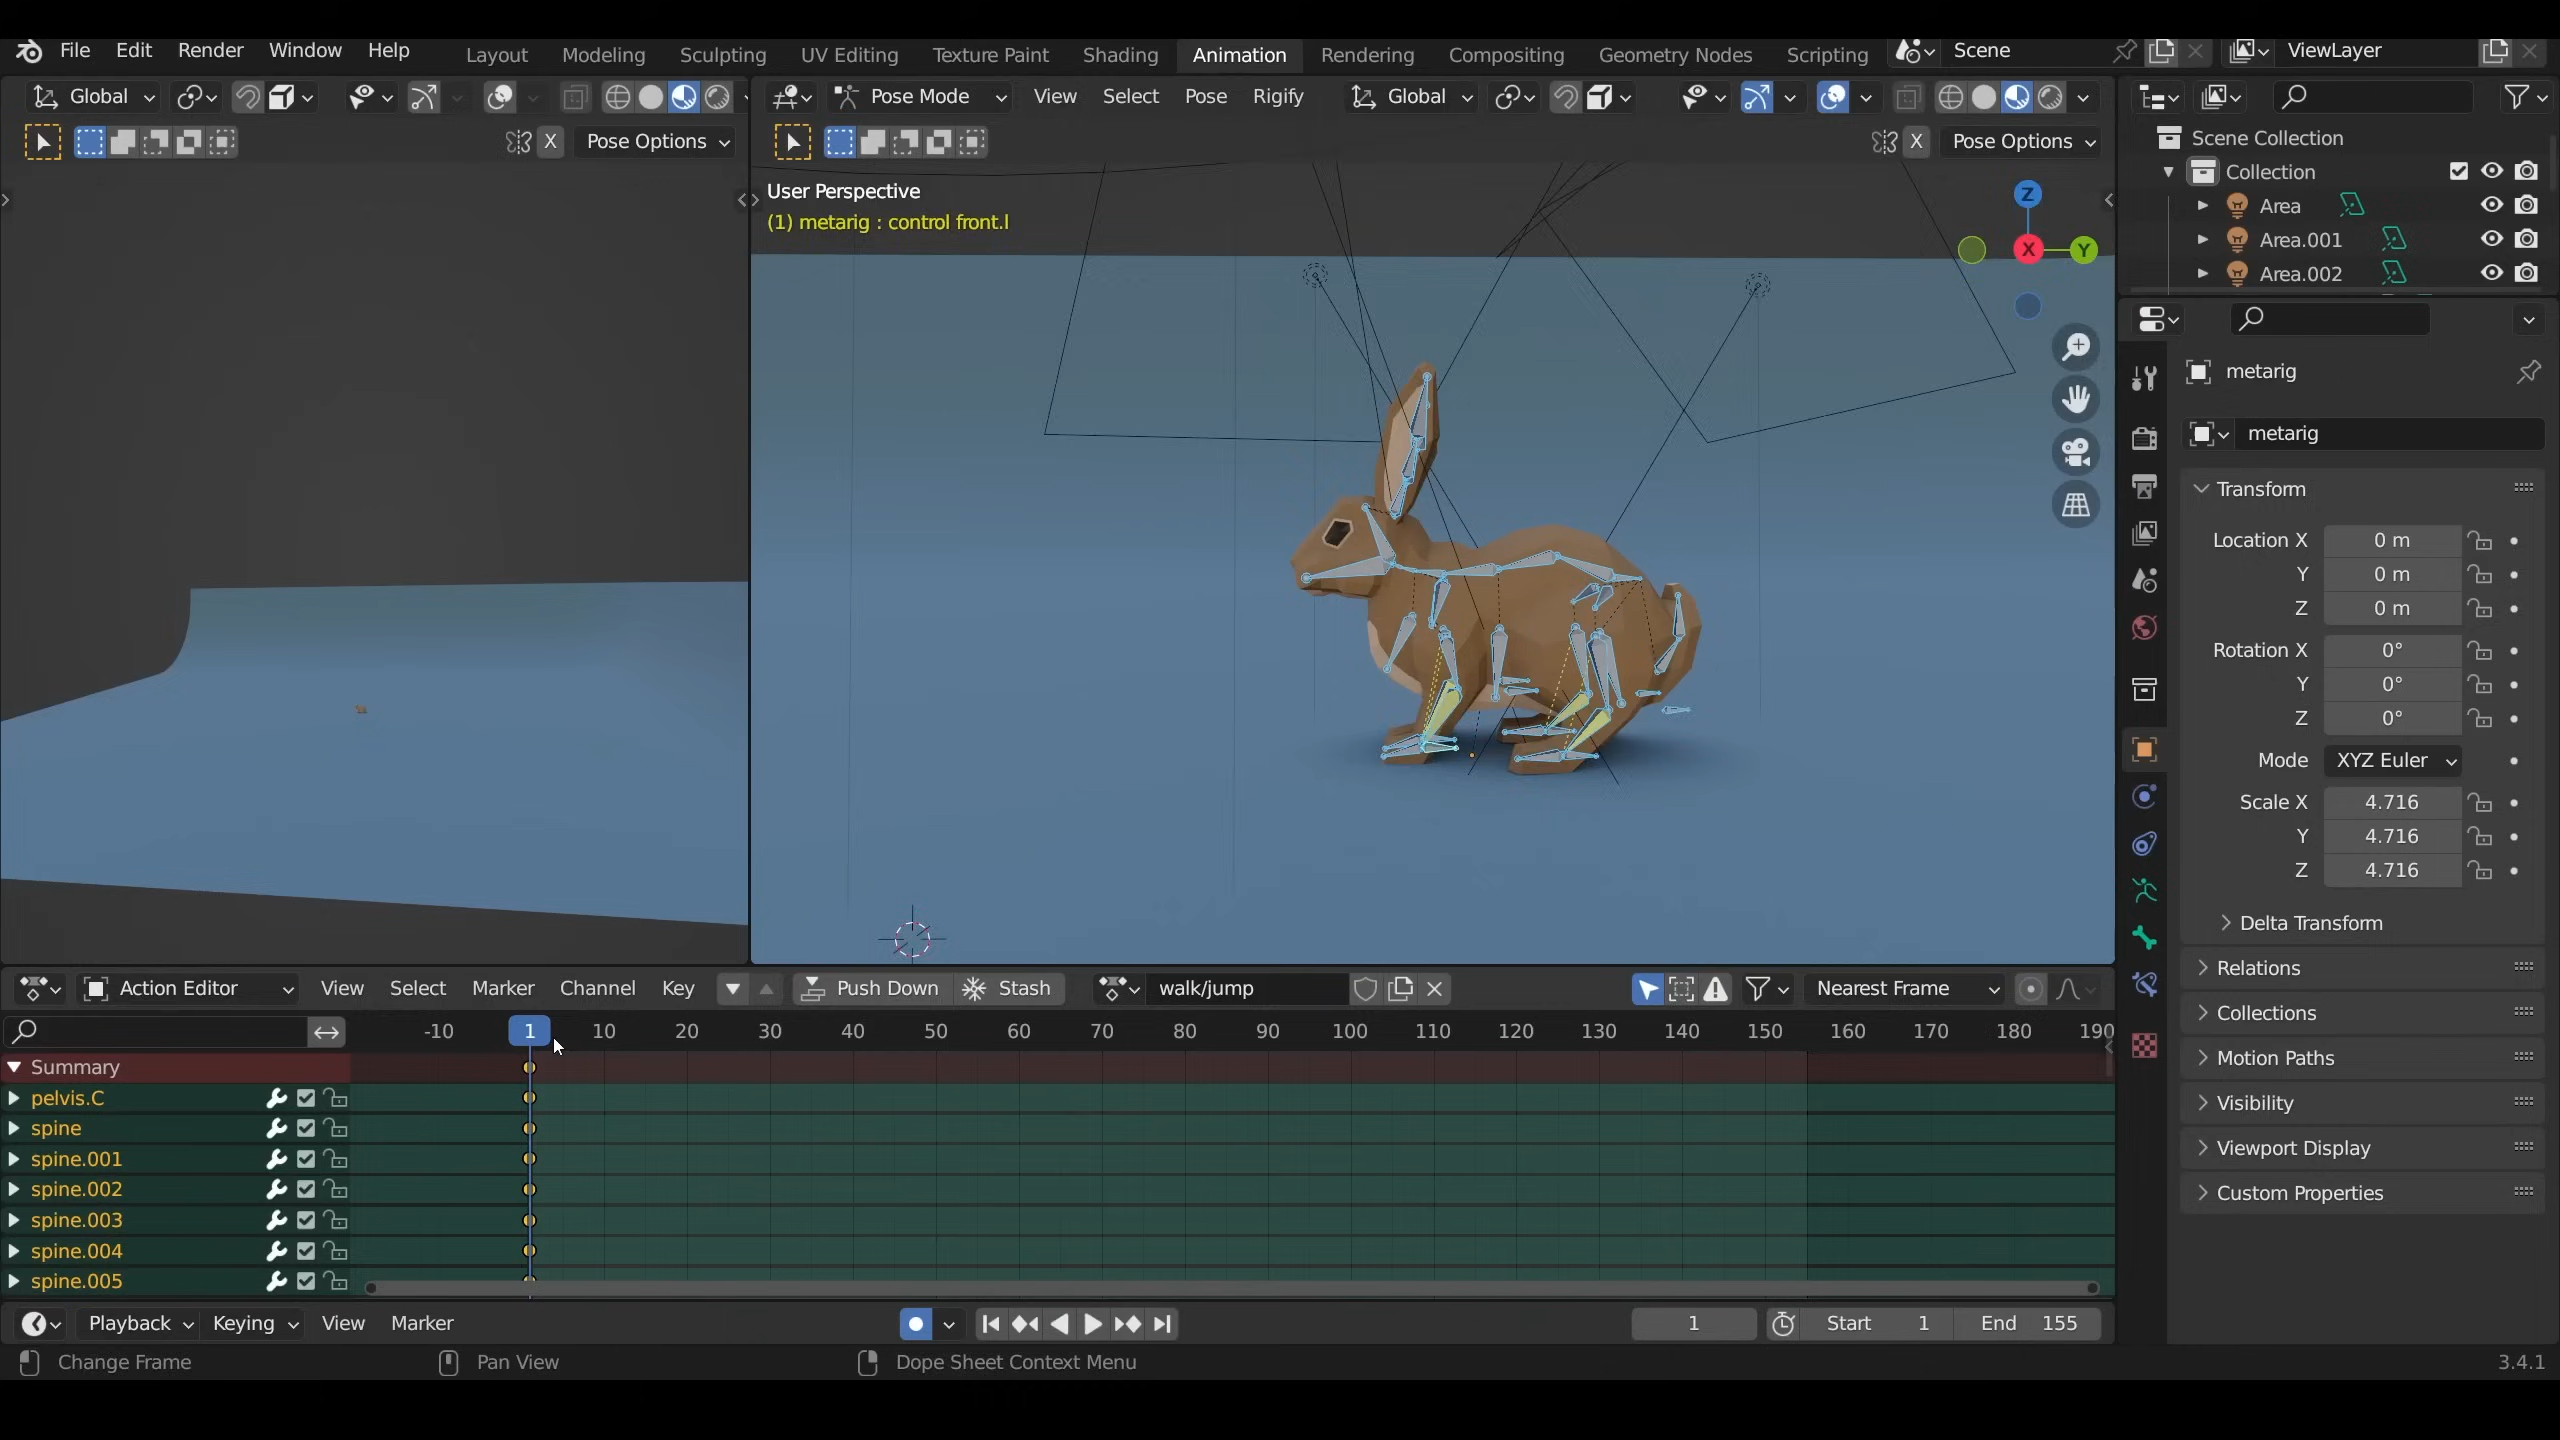 File Edit Render Window Help Layout Modeling Sculpting UV Editing Texture Paint Shading Animation Rendering Compositing Geometry Nodes Scripting Scene ViewLayer
Global Pose Mode View Select Pose Rigify Global
X Pose Options X Pose Options
User Perspective
(1) metarig : control front.l
Z
X
Y
Scene Collection
Collection
Area
Area.001
Area.002
metarig
metarig
Transform
Location X 0 m
Y 0 m
Z 0 m
Rotation X 0°
Y 0°
Z 0°
Mode XYZ Euler
Scale X 4.716
Y 4.716
Z 4.716
Delta Transform
Relations
Collections
Motion Paths
Visibility
Viewport Display
Custom Properties
Action Editor View Select Marker Channel Key Push Down Stash walk/jump Nearest Frame
-10 1 10 20 30 40 50 60 70 80 90 100 110 120 130 140 150 160 170 180 190
Summary
pelvis.C
spine
spine.001
spine.002
spine.003
spine.004
spine.005
Playback Keying View Marker 1 Start 1 End 155
Change Frame Pan View Dope Sheet Context Menu 3.4.1